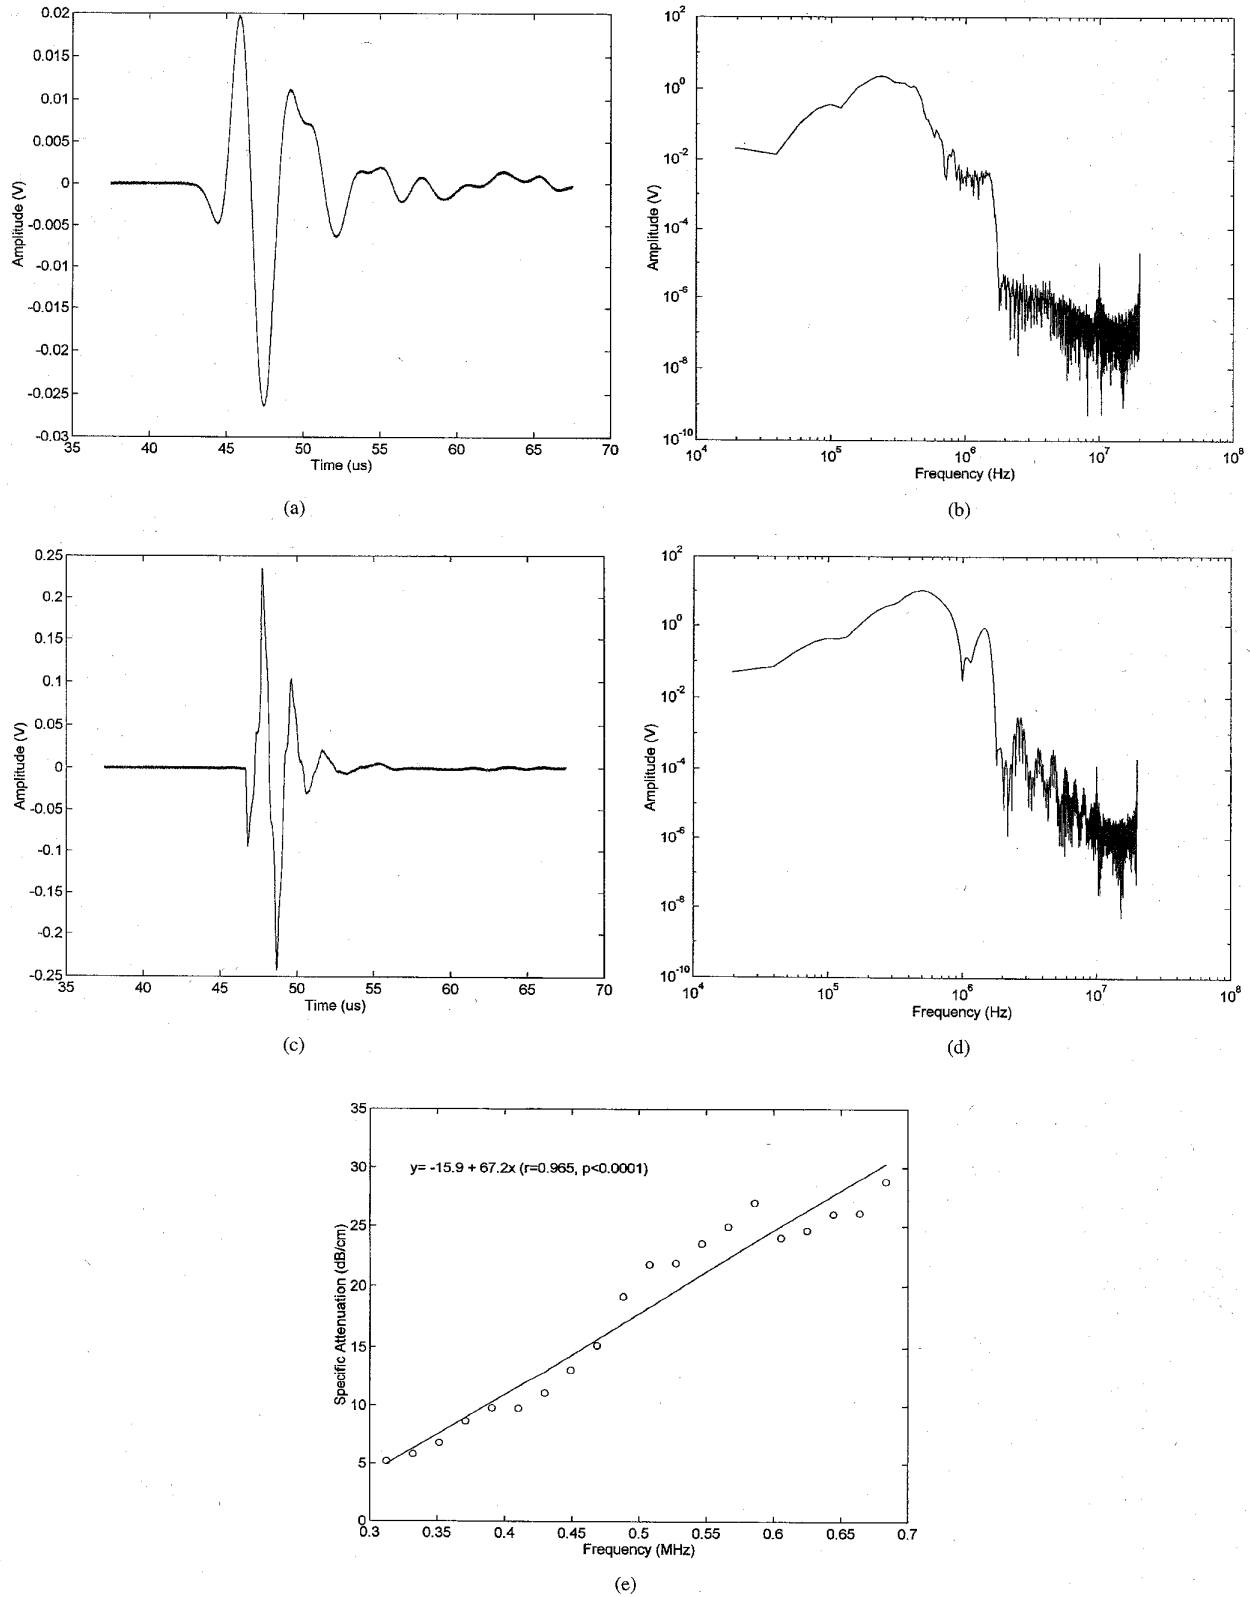 0.02
0.015
0.01
0.005
0
-0.005
-0.01
-0.015
-0.02
-0.025
-0.03
Amplitude (V)
35 40 45 50 55 60 65 70
Time (us)
(a)
10^2
10^0
10^-2
10^-4
10^-6
10^-8
10^-10
Amplitude (V)
10^4 10^5 10^6 10^7 10^8
Frequency (Hz)
(b)
0.25
0.2
0.15
0.1
0.05
0
-0.05
-0.1
-0.15
-0.2
-0.25
Amplitude (V)
35 40 45 50 55 60 65 70
Time (us)
(c)
10^2
10^0
10^-2
10^-4
10^-6
10^-8
10^-10
Amplitude (V)
10^4 10^5 10^6 10^7 10^8
Frequency (Hz)
(d)
35
30
25
20
15
10
5
0
Specific Attenuation (dB/cm)
y= -15.9 + 67.2x (r=0.965, p<0.0001)
0.3 0.35 0.4 0.45 0.5 0.55 0.6 0.65 0.7
Frequency (MHz)
(e)